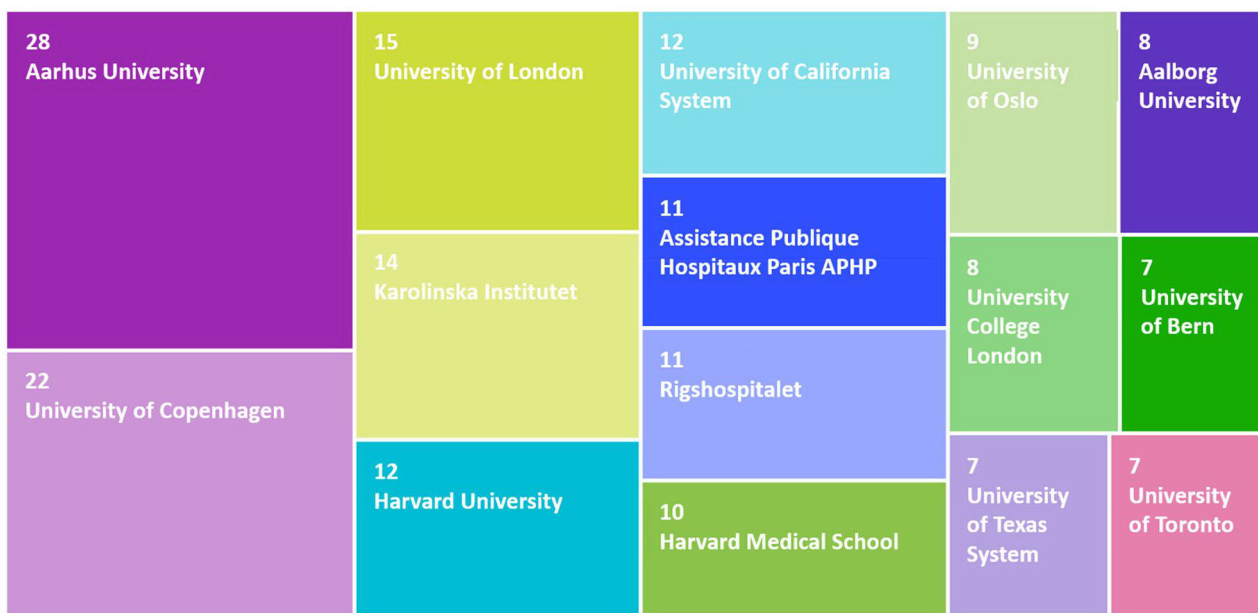 28
Aarhus University
22
University of Copenhagen
15
University of London
14
Karolinska Institutet
12
Harvard University
12
University of California
System
11
Assistance Publique
Hospitaux Paris APHP
11
Rigshospitalet
10
Harvard Medical School
9
University
of Oslo
8
Aalborg
University
8
University
College
London
7
University
of Bern
7
University
of Texas
System
7
University
of Toronto